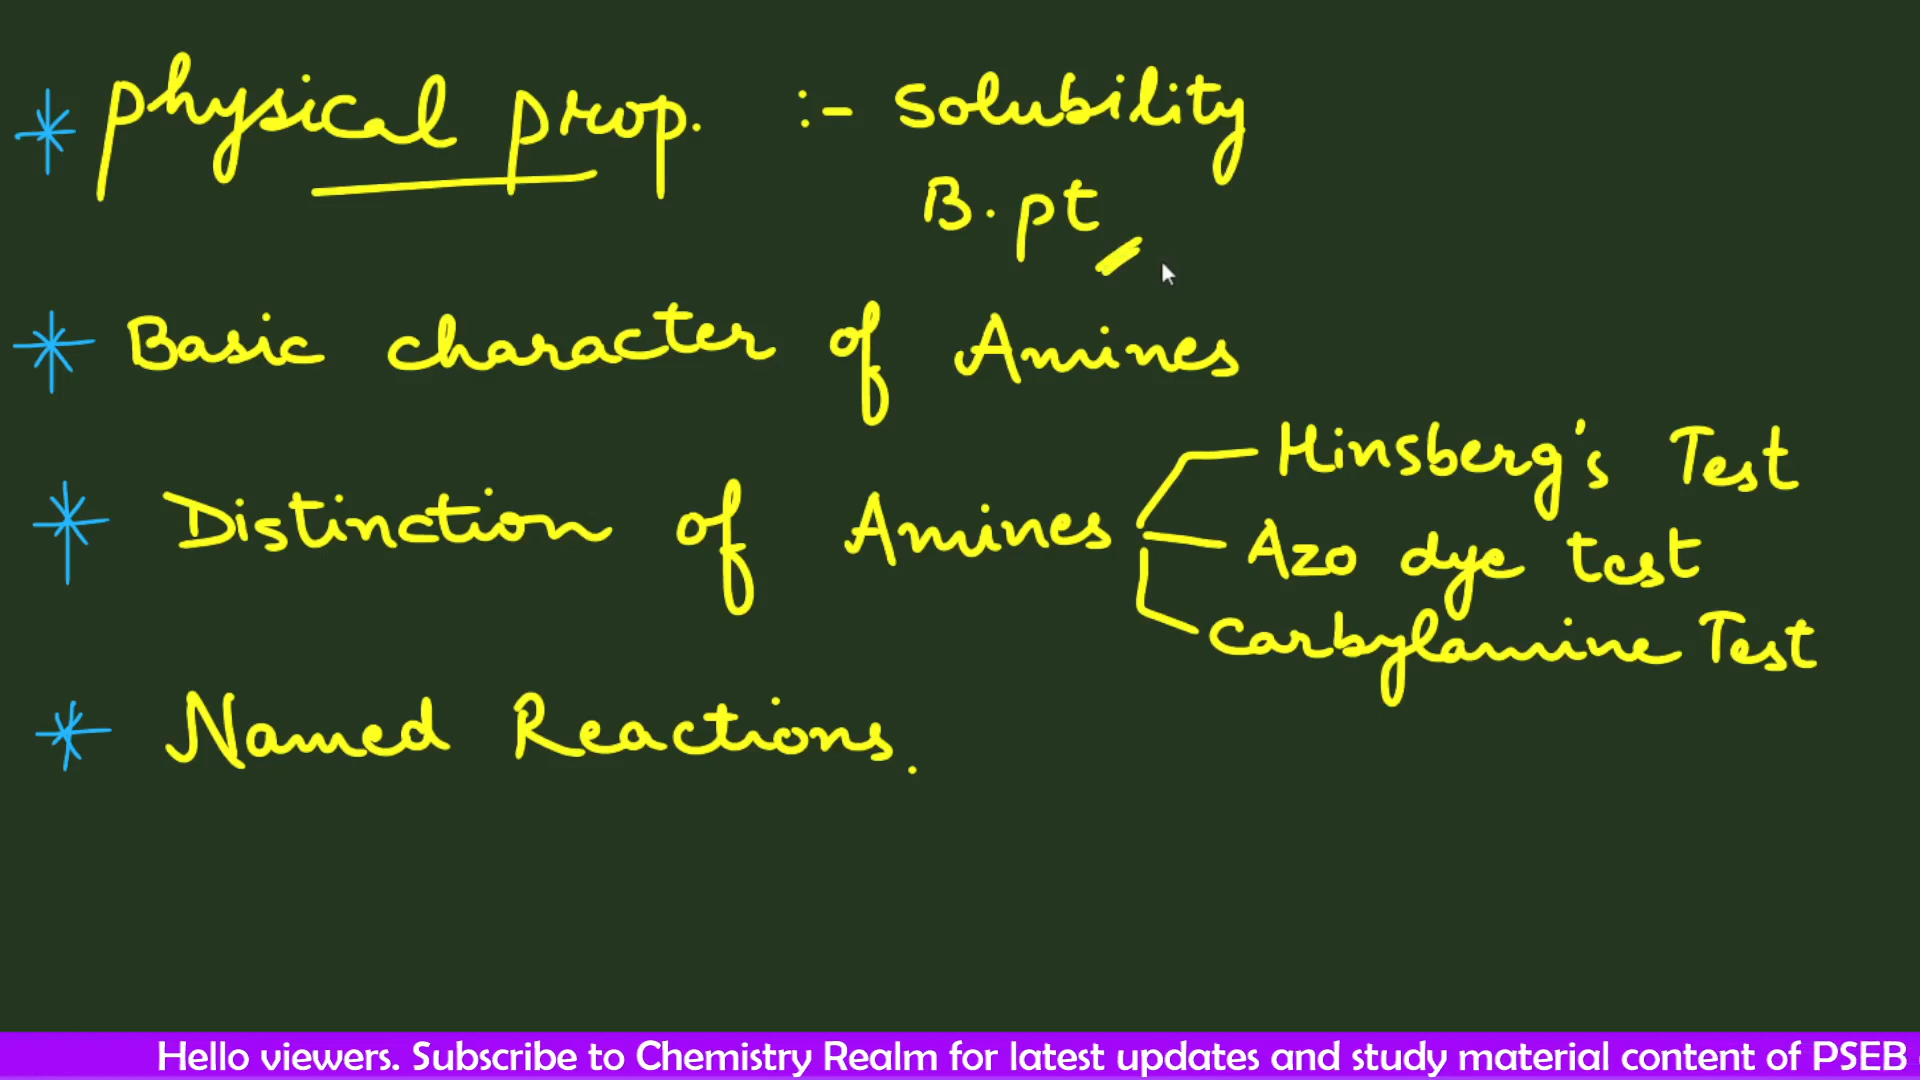 * Physical prop. :- Solubility
B. pt
* Basic character of Amines
* Distinction of Amines
Hinsberg's Test
Azo dye test
Carbylamine Test
* Named Reactions.
Hello viewers. Subscribe to Chemistry Realm for latest updates and study material content of PSEB